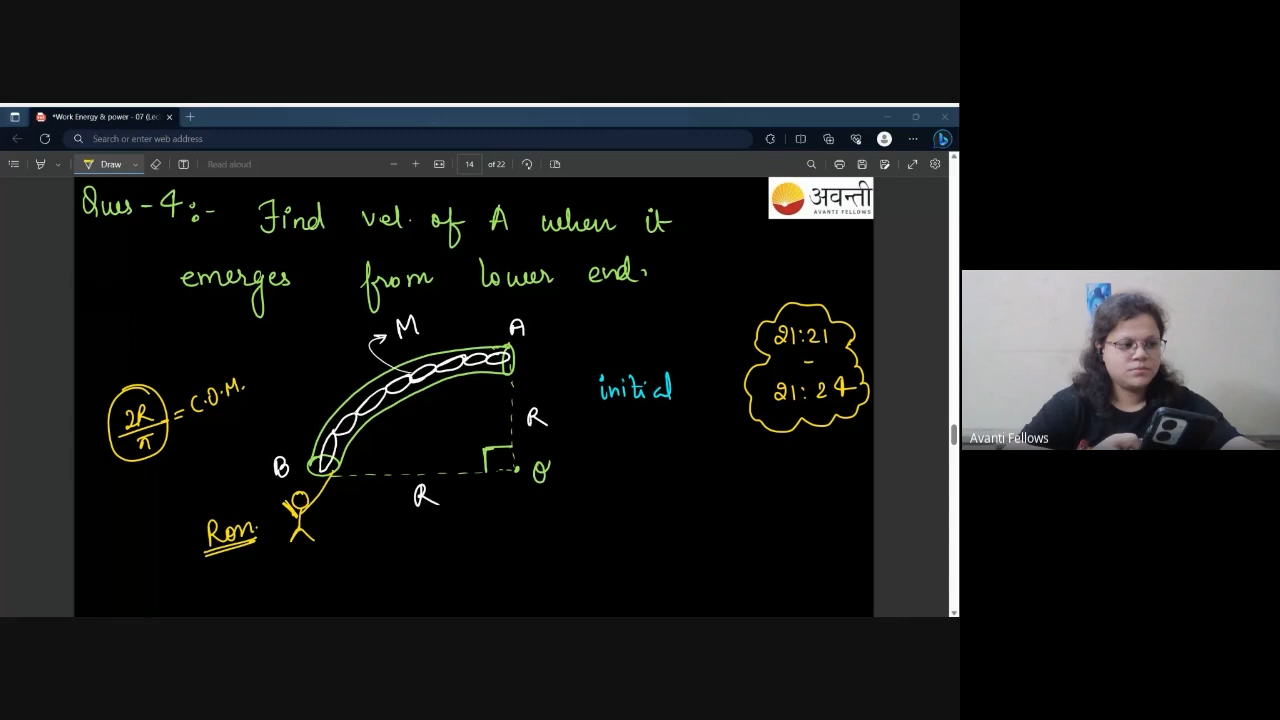 *Work Energy & power - 07 (Lec
Search or enter web address
Draw
Read aloud
14 of 22
Ques-4:- Find vel. of A when it
emerges from lower end.
अवन्ती
AVANTI FELLOWS
M
A
21:21
-
21:24
initial
2R/π = C.O.M.
R
B
O
R
Ron.
Avanti Fellows